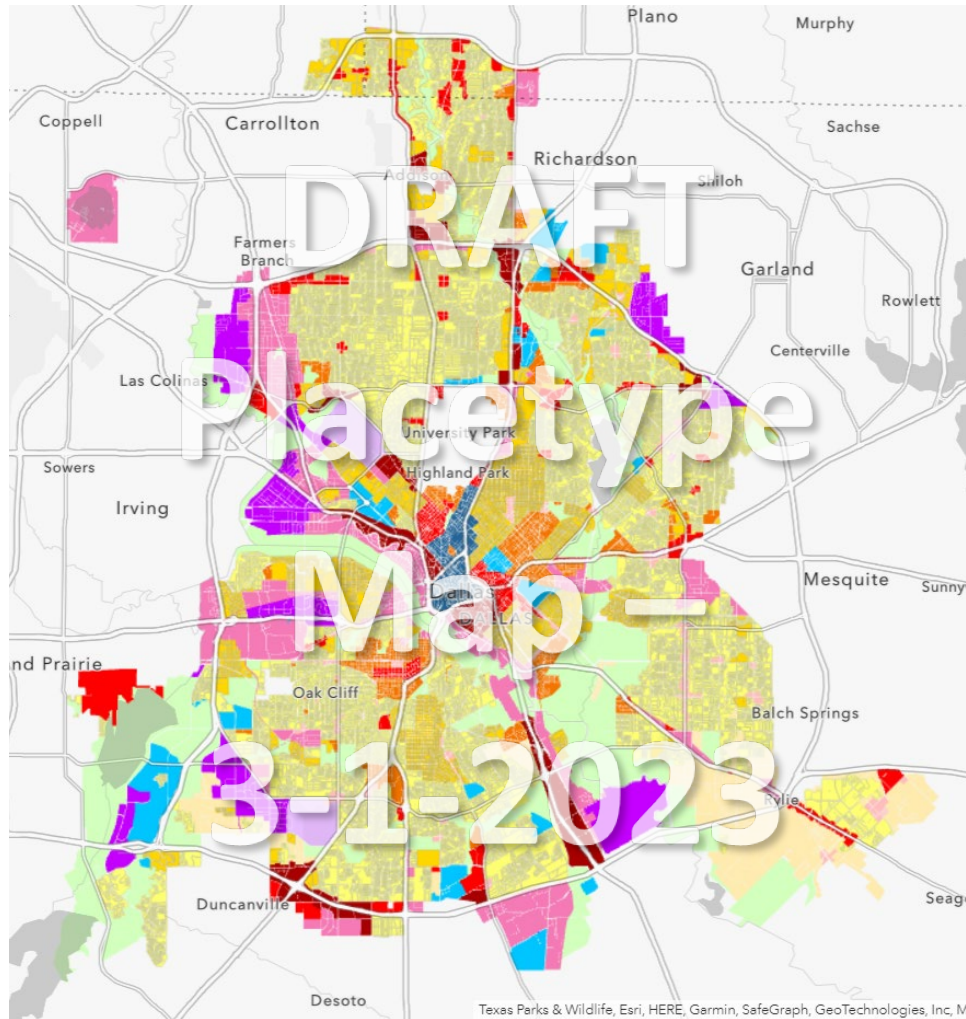 Plano
Murphy
Coppell
Carrollton
Sachse
Richardson
Addison
Shiloh
DRAFT
Farmers
Branch
Garland
Rowlett
Centerville
Las Colinas
Placetype
University Park
Sowers
Highland Park
Irving
Mesquite
Sunny
Map –
Dallas
DALLAS
nd Prairie
Oak Cliff
Balch Springs
3-1-2023
Rylie
Duncanville
Seago
Desoto
Texas Parks & Wildlife, Esri, HERE, Garmin, SafeGraph, GeoTechnologies, Inc, M